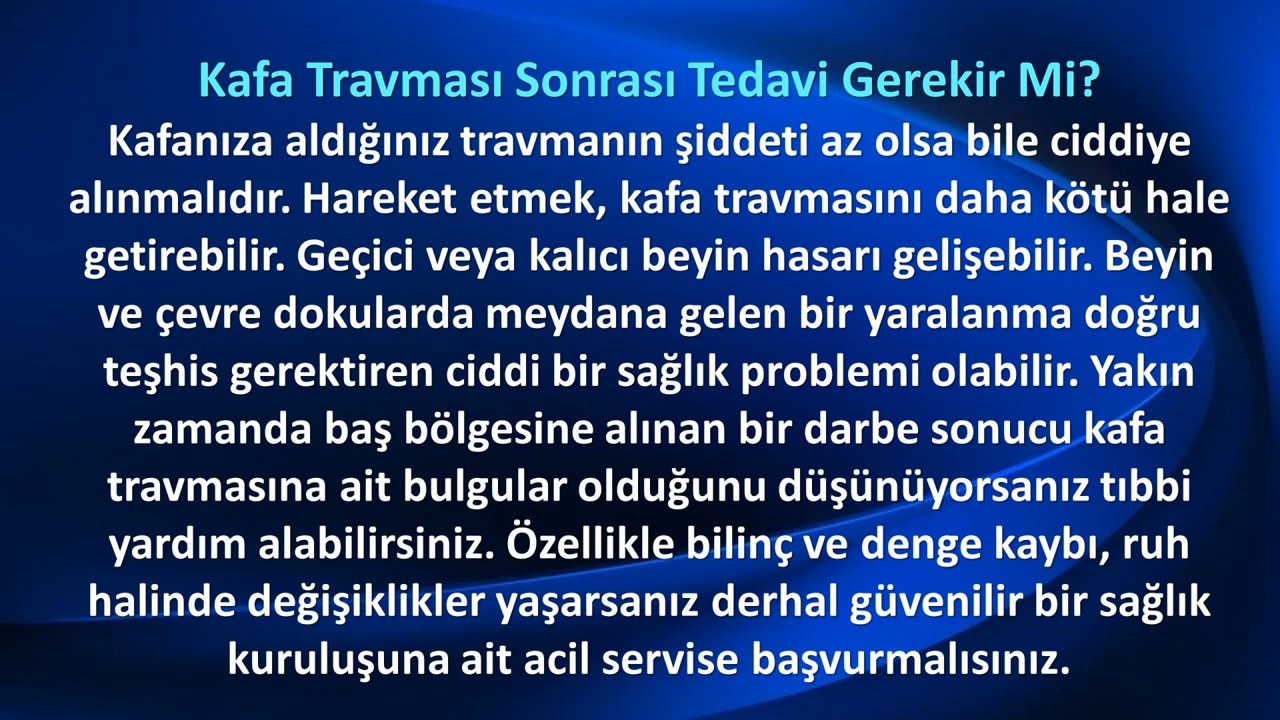 Kafa Travması Sonrası Tedavi Gerekir Mi?
Kafanıza aldığınız travmanın şiddeti az olsa bile ciddiye
alınmalıdır. Hareket etmek, kafa travmasını daha kötü hale
getirebilir. Geçici veya kalıcı beyin hasarı gelişebilir. Beyin
ve çevre dokularda meydana gelen bir yaralanma doğru
teşhis gerektiren ciddi bir sağlık problemi olabilir. Yakın
zamanda baş bölgesine alınan bir darbe sonucu kafa
travmasına ait bulgular olduğunu düşünüyorsanız tıbbi
yardım alabilirsiniz. Özellikle bilinç ve denge kaybı, ruh
halinde değişiklikler yaşarsanız derhal güvenilir bir sağlık
kuruluşuna ait acil servise başvurmalısınız.